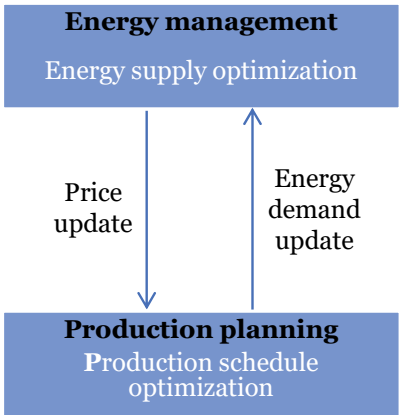 Energy management
Energy supply optimization
Price
update
Energy
demand
update
Production planning
Production schedule
optimization